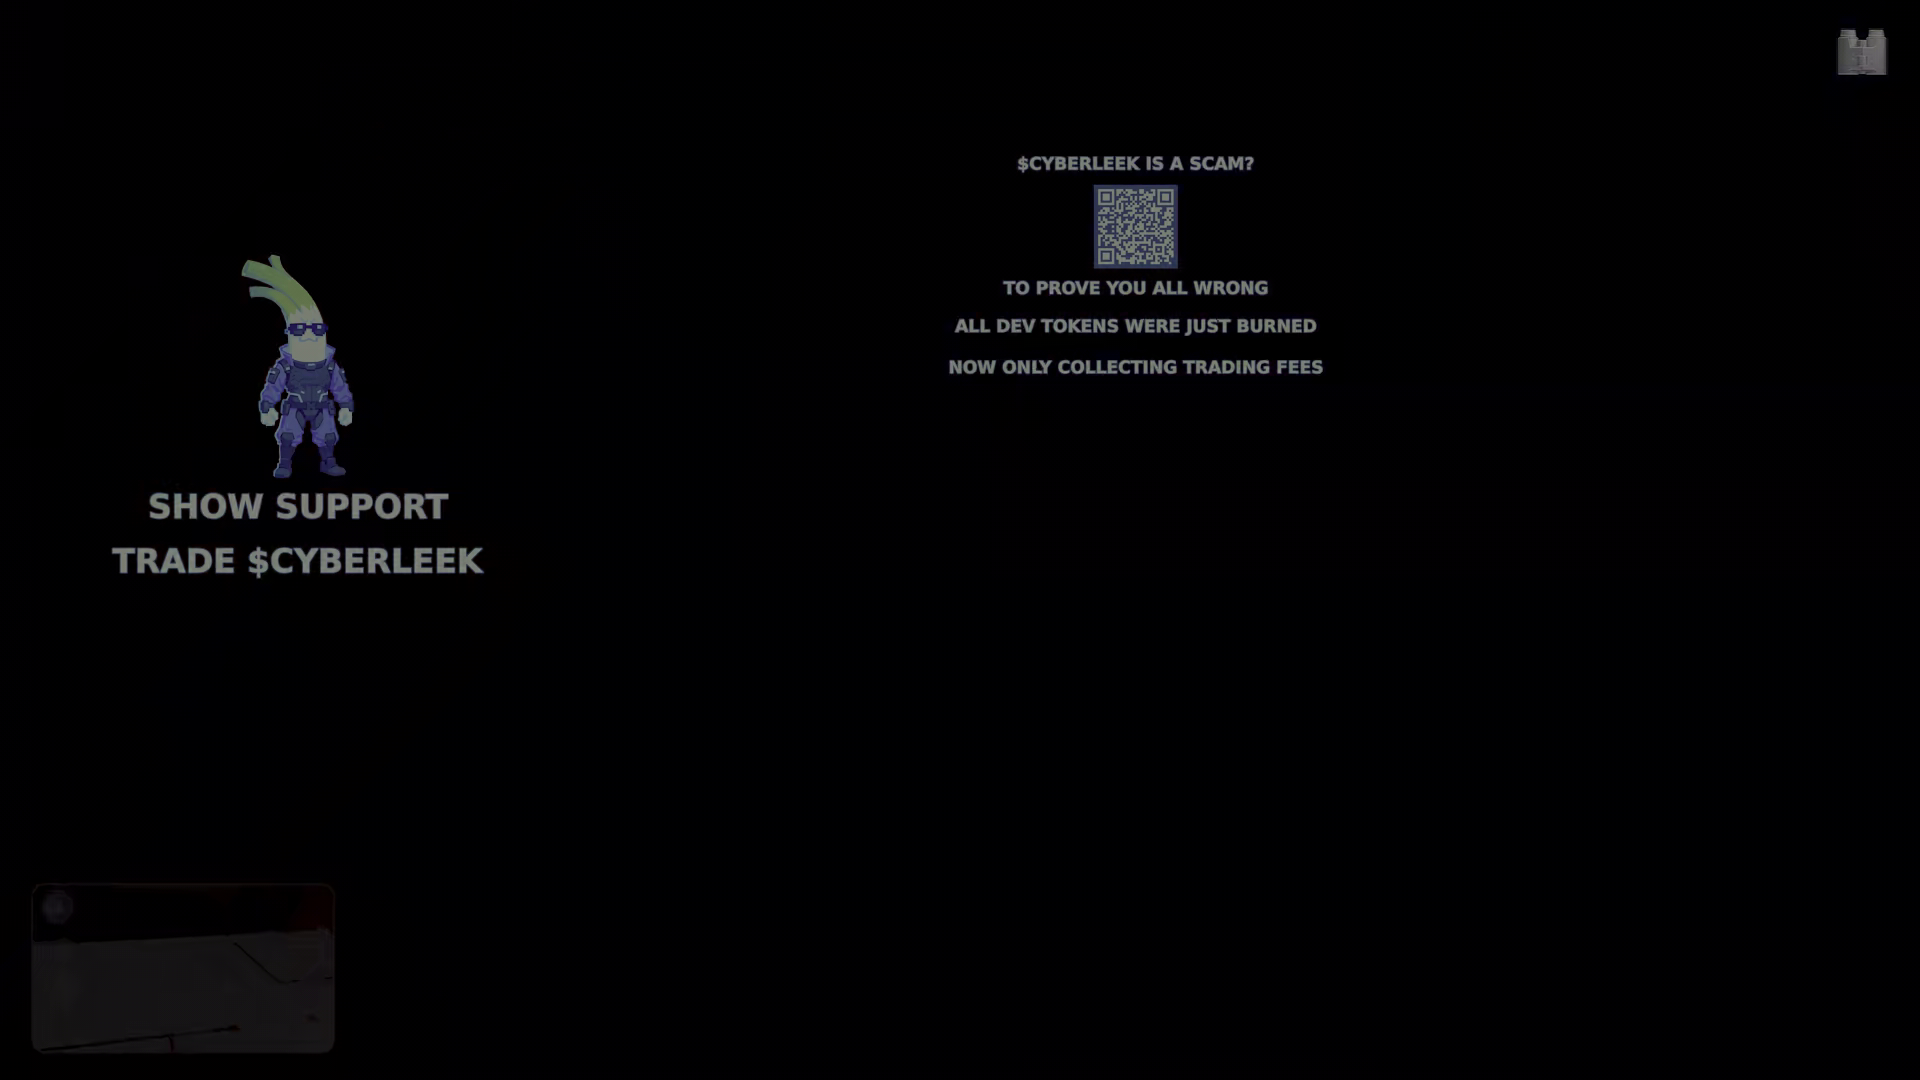 $CYBERLEEK IS A SCAM?
TO PROVE YOU ALL WRONG
ALL DEV TOKENS WERE JUST BURNED
NOW ONLY COLLECTING TRADING FEES
SHOW SUPPORT
TRADE $CYBERLEEK